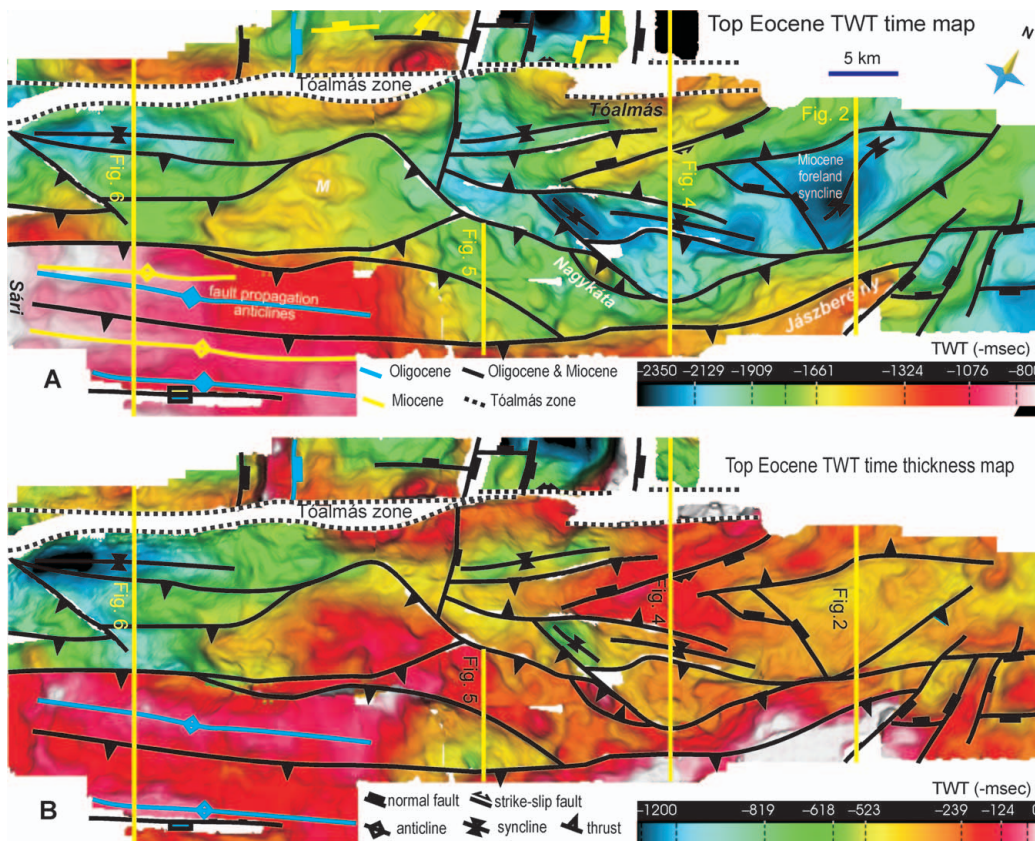 Top Eocene TWT time map
N
5 km
Tóalmás zone
Tóalmás
Fig. 2
Fig. 6
Fig. 4
Miocene
foreland
syncline
M
Fig. 5
Nagykáta
Sári
fault propagation
anticlines
Jászberény
A
Oligocene
Oligocene & Miocene
Miocene
Tóalmás zone
TWT (-msec)
−2350 −2129 −1909 −1661 −1324 −1076 −800
Top Eocene TWT time thickness map
Tóalmás zone
Fig. 6
Fig. 4
Fig.2
Fig. 5
B
normal fault
strike-slip fault
anticline
syncline
thrust
TWT (-msec)
−1200 −819 −618 −523 −239 −124 0